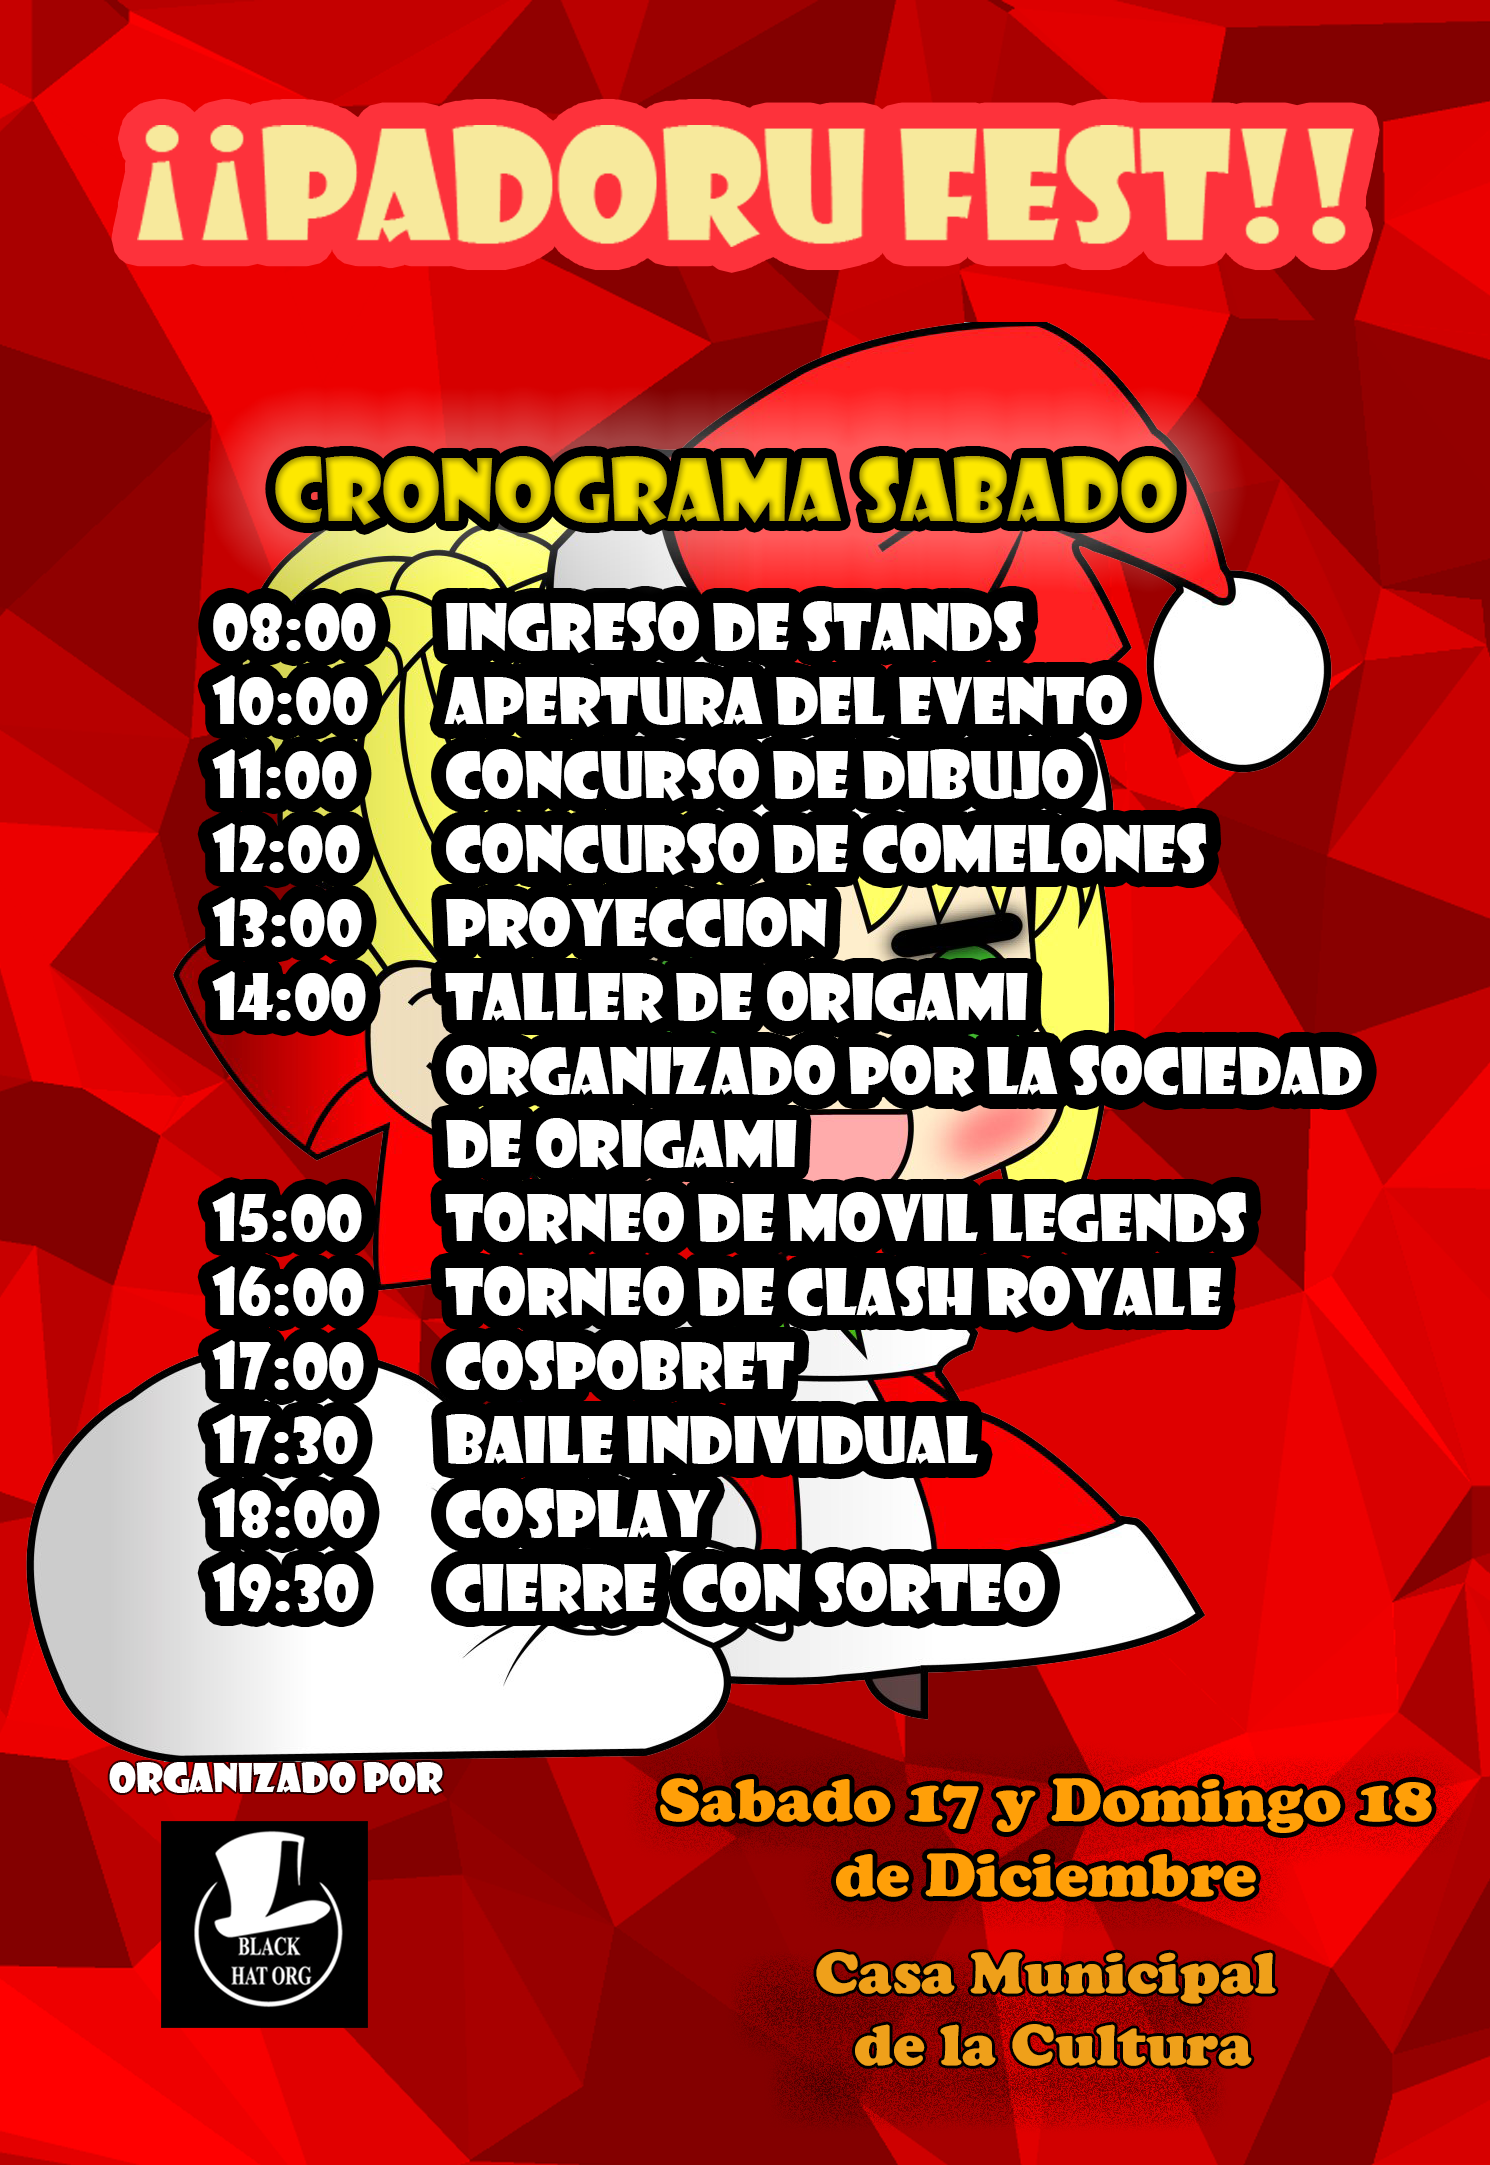 ¡¡PADORU FEST!!
CRONOGRAMA SABADO
08:00 INGRESO DE STANDS
10:00 APERTURA DEL EVENTO
11:00 CONCURSO DE DIBUJO
12:00 CONCURSO DE COMELONES
13:00 PROYECCION
14:00 TALLER DE ORIGAMI
ORGANIZADO POR LA SOCIEDAD
DE ORIGAMI
15:00 TORNEO DE MOVIL LEGENDS
16:00 TORNEO DE CLASH ROYALE
17:00 COSPOBRET
17:30 BAILE INDIVIDUAL
18:00 COSPLAY
19:30 CIERRE CON SORTEO
ORGANIZADO POR
BLACK
HAT ORG
Sabado 17 y Domingo 18
de Diciembre
Casa Municipal
de la Cultura